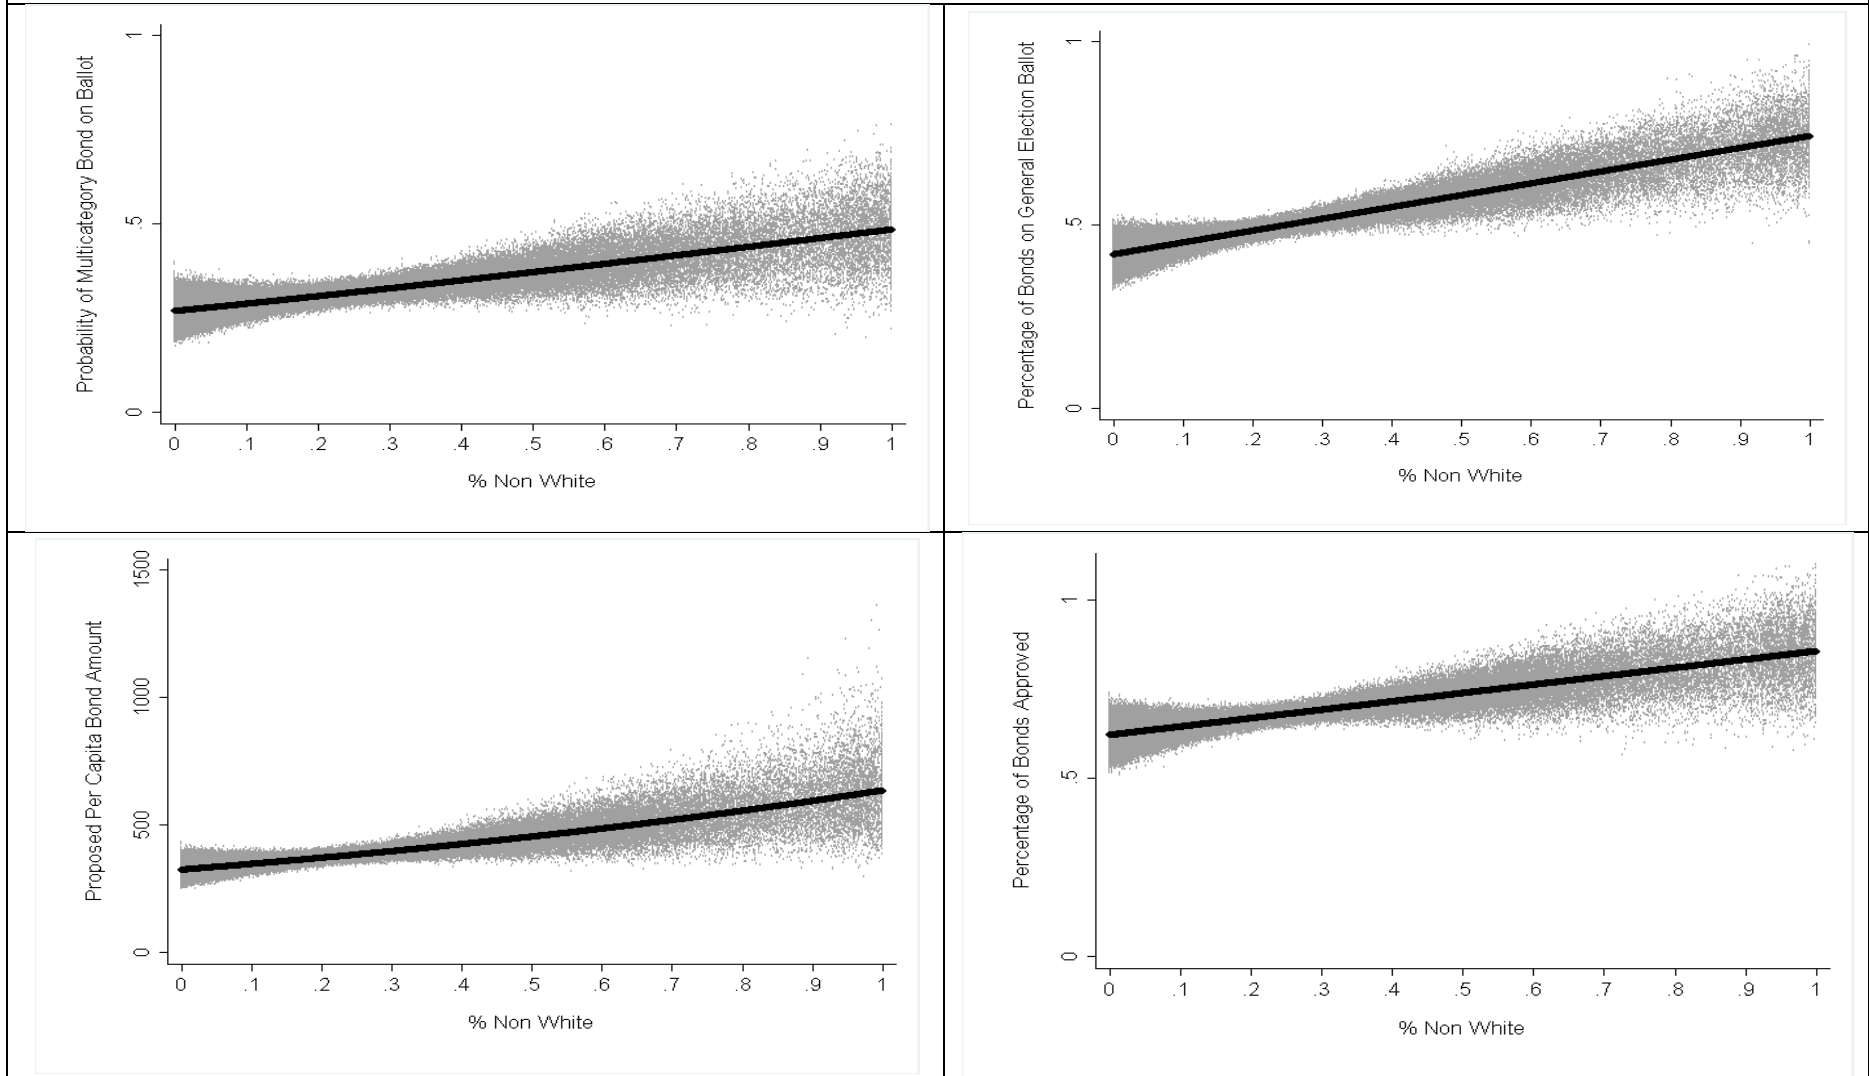 Probability of Multicategory Bond on Ballot
1
.5
0
0 .1 .2 .3 .4 .5 .6 .7 .8 .9 1
% Non White
Percentage of Bonds on General Election Ballot
1
.5
0
0 .1 .2 .3 .4 .5 .6 .7 .8 .9 1
% Non White
Proposed Per Capita Bond Amount
1500
1000
500
0
0 .1 .2 .3 .4 .5 .6 .7 .8 .9 1
% Non White
Percentage of Bonds Approved
1
.5
0
0 .1 .2 .3 .4 .5 .6 .7 .8 .9 1
% Non White